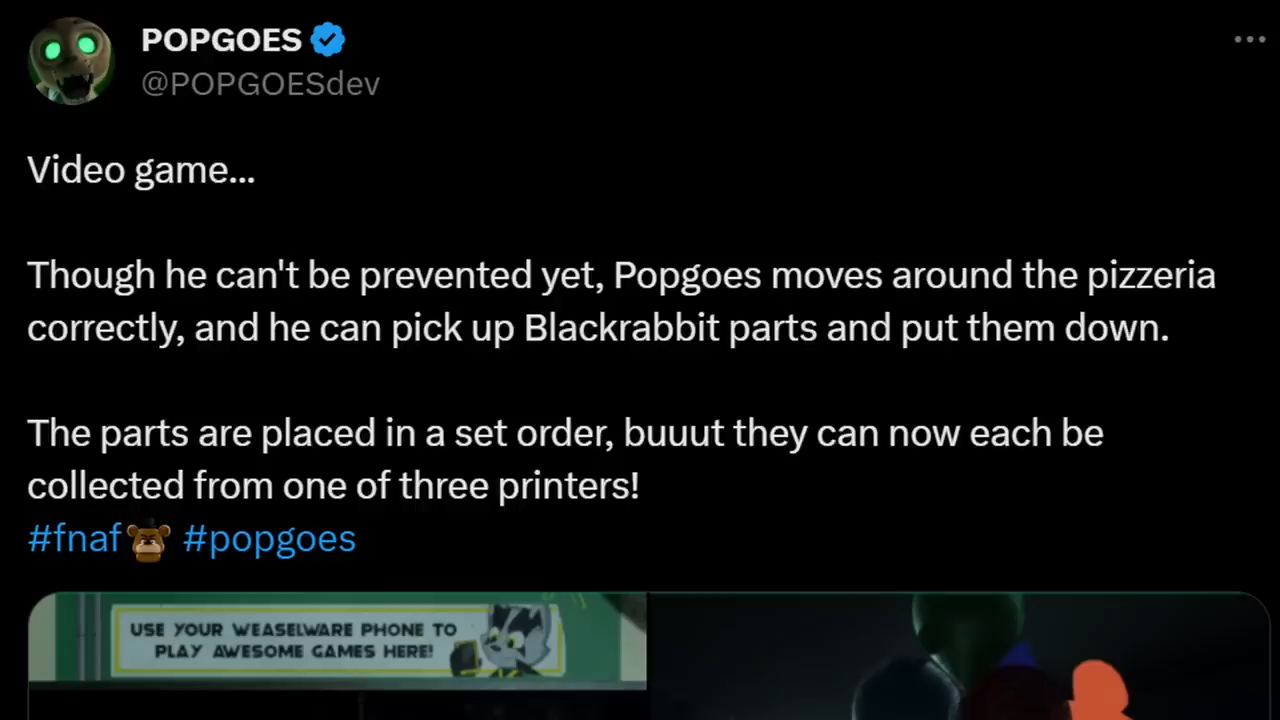 POPGOES
@POPGOESdev
Video game...
Though he can't be prevented yet, Popgoes moves around the pizzeria
correctly, and he can pick up Blackrabbit parts and put them down.
The parts are placed in a set order, buuut they can now each be
collected from one of three printers!
#fnaf #popgoes
USE YOUR WEASELWARE PHONE TO
PLAY AWESOME GAMES HERE!